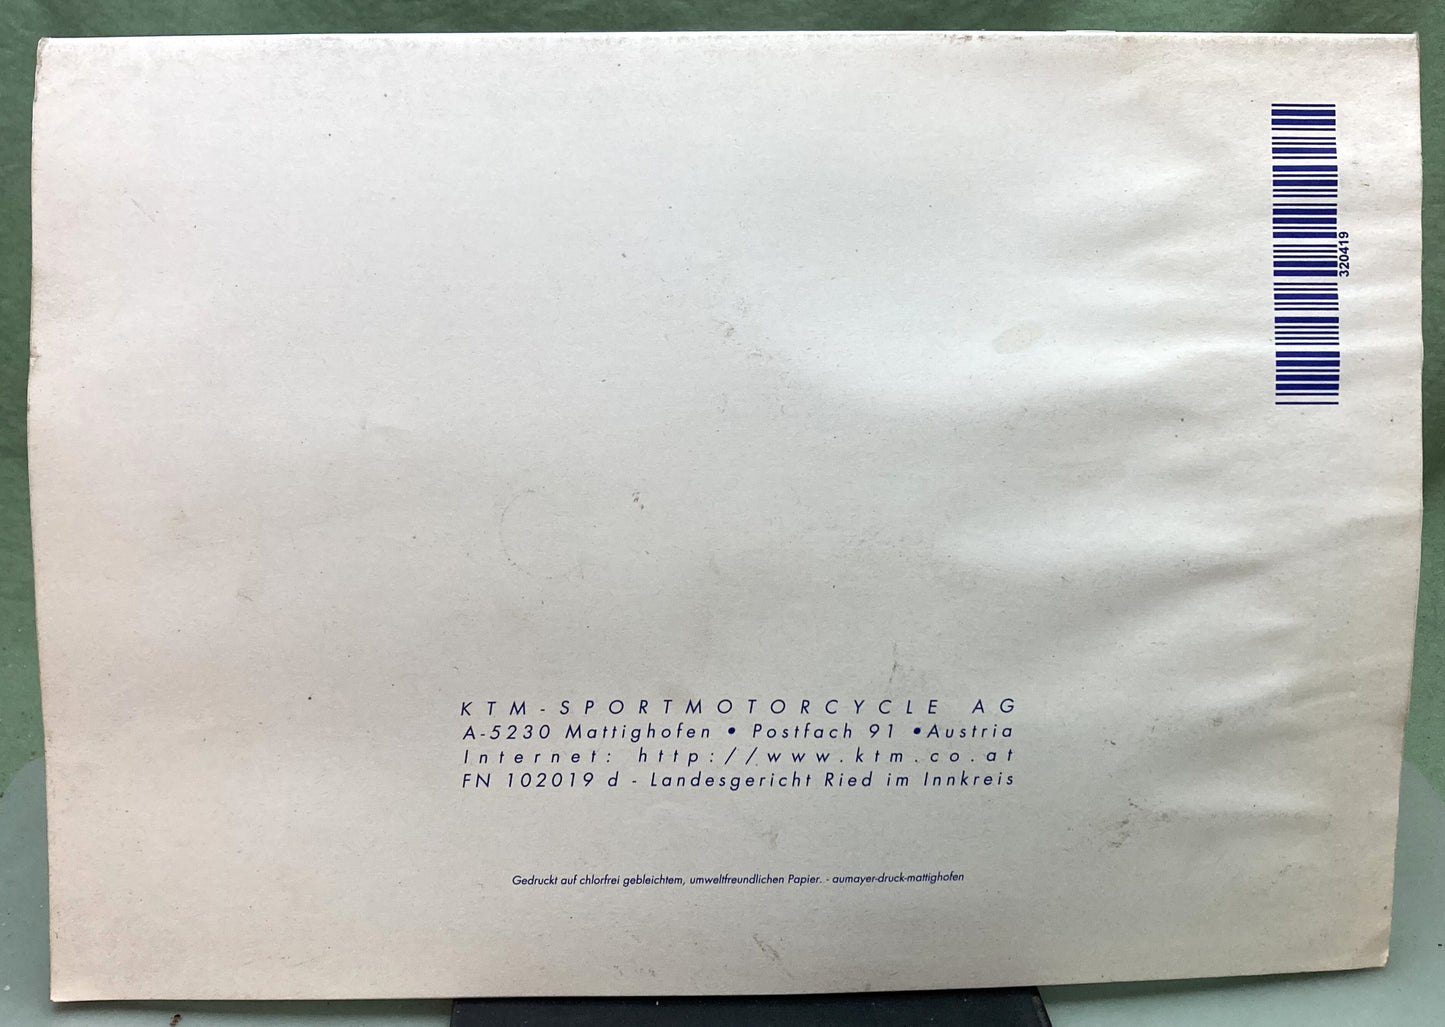 320419
KTM-SPORTMOTORCYCLE AG
A-5230 Mattighofen • Postfach 91 •Austria
Internet: http://www.ktm.co.at
FN 102019 d - Landesgericht Ried im Innkreis
Gedruckt auf chlorfrei gebleichtem, umweltfreundlichen Papier. - aumayer-druck-mattighofen